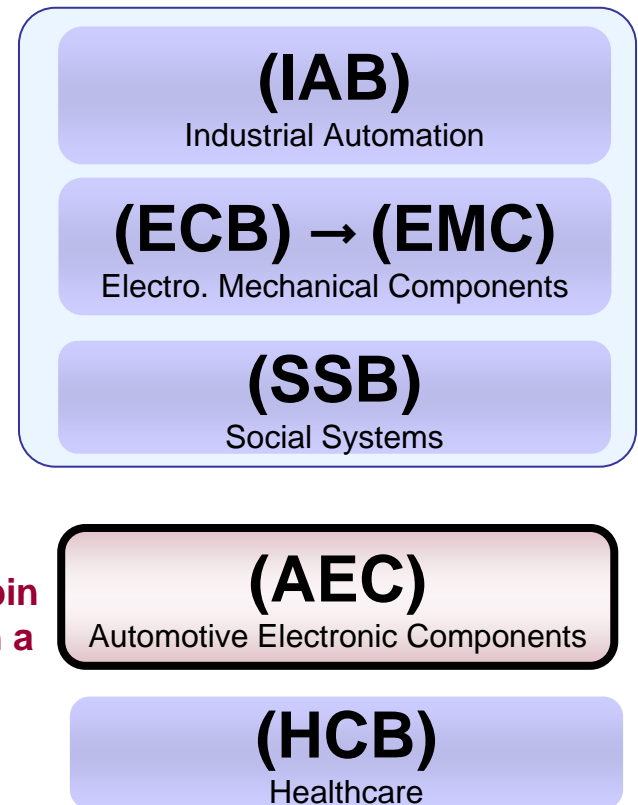 (IAB)
Industrial Automation
(ECB) → (EMC)
Electro. Mechanical Components
(SSB)
Social Systems
(AEC)
Automotive Electronic Components
a
(HCB)
Healthcare